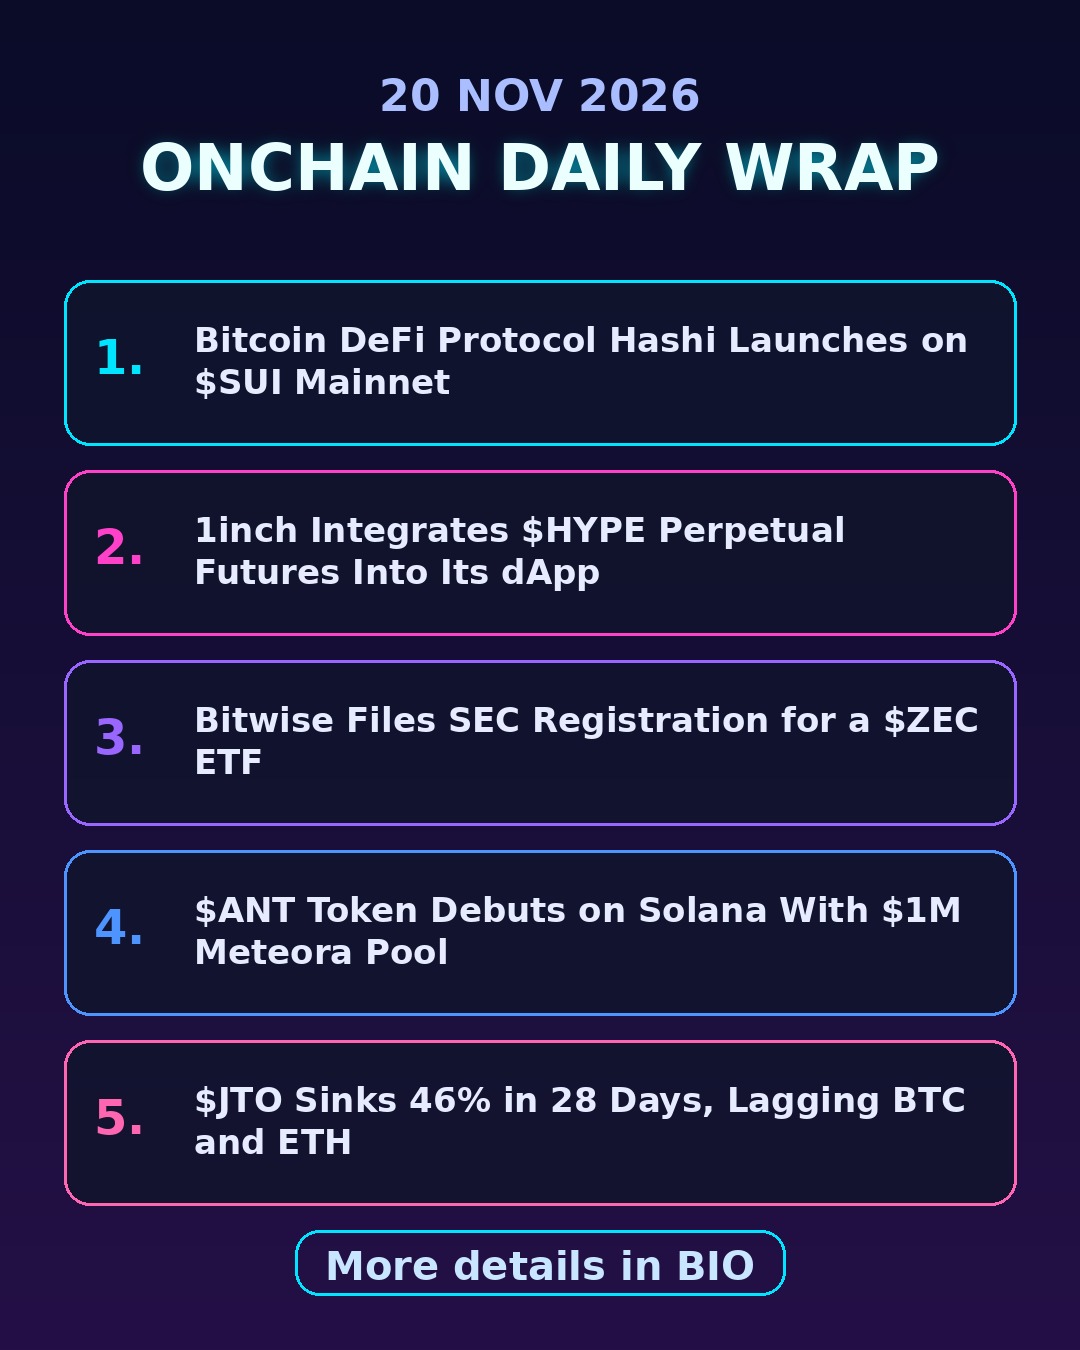 20 NOV 2026
ONCHAIN DAILY WRAP
1.
Bitcoin DeFi Protocol Hashi Launches on
$SUI Mainnet
2.
1inch Integrates $HYPE Perpetual
Futures Into Its dApp
3.
Bitwise Files SEC Registration for a $ZEC
ETF
4.
$ANT Token Debuts on Solana With $1M
Meteora Pool
5.
$JTO Sinks 46% in 28 Days, Lagging BTC
and ETH
More details in BIO